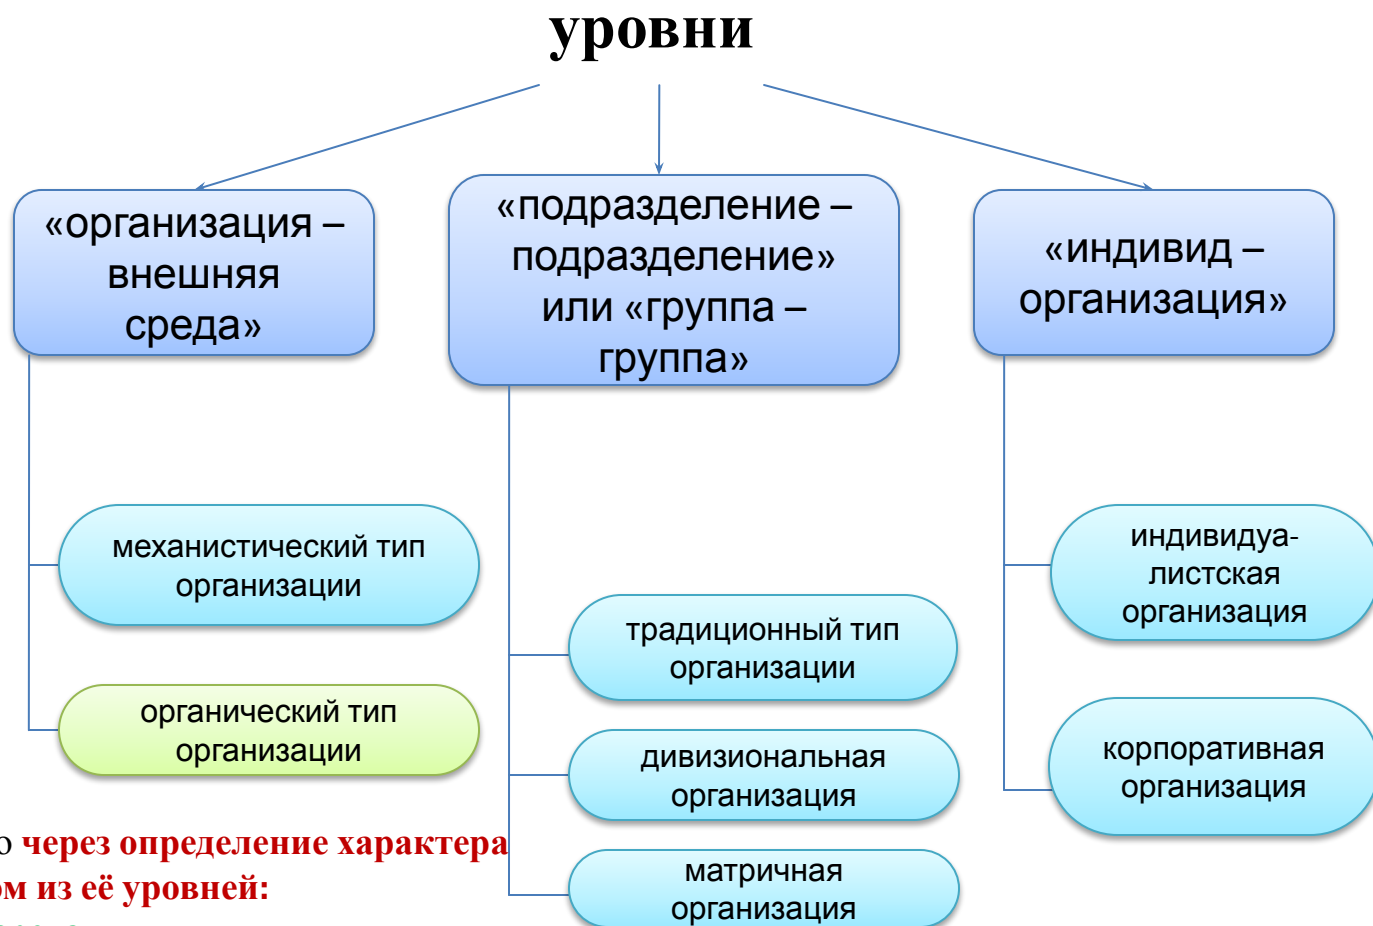 уровни
«организация –
внешняя
среда»
«подразделение –
подразделение»
или «группа –
группа»
«индивид –
организация»
механистический тип
организации
органический тип
организации
традиционный тип
организации
дивизиональная
организация
матричная
организация
индивидуа-
листская
организация
корпоративная
организация
о через определение характера
ом из её уровней: